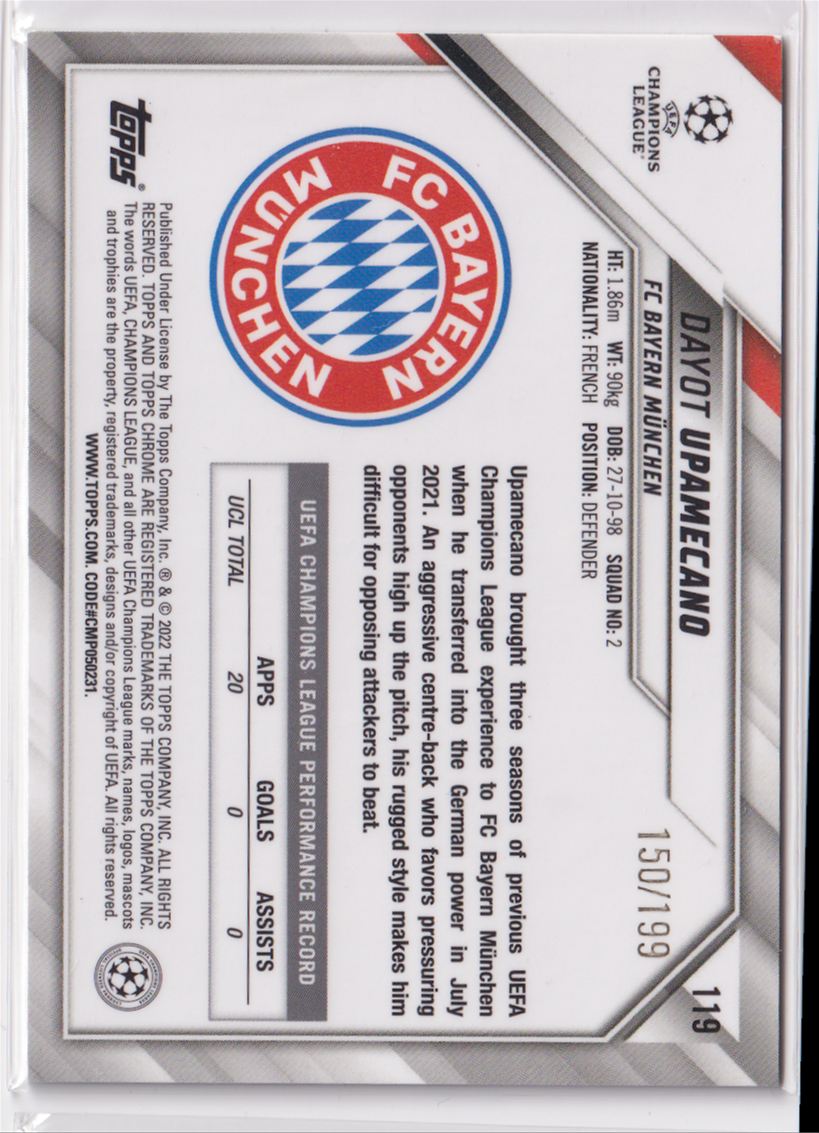 UEFA
CHAMPIONS
LEAGUE®
DAYOT UPAMECANO
FC BAYERN MÜNCHEN
HT: 1.86m WT: 90kg DOB: 27-10-98 SQUAD NO: 2
NATIONALITY: FRENCH POSITION: DEFENDER
150/199
119
FC BAYERN
MÜNCHEN
Upamecano brought three seasons of previous UEFA
Champions League experience to FC Bayern München
when he transferred into the German power in July
2021. An aggressive centre-back who favors pressuring
opponents high up the pitch, his rugged style makes him
difficult for opposing attackers to beat.
UEFA CHAMPIONS LEAGUE PERFORMANCE RECORD
APPS GOALS ASSISTS
UCL TOTAL 20 0 0
topps®
Published Under License by The Topps Company, Inc. ® & © 2022 THE TOPPS COMPANY, INC. ALL RIGHTS
RESERVED. TOPPS AND TOPPS CHROME ARE REGISTERED TRADEMARKS OF THE TOPPS COMPANY, INC.
The words UEFA, CHAMPIONS LEAGUE, and all other UEFA Champions League marks, names, logos, mascots
and trophies are the property, registered trademarks, designs and/or copyright of UEFA. All rights reserved.
WWW.TOPPS.COM. CODE#CMP050231.